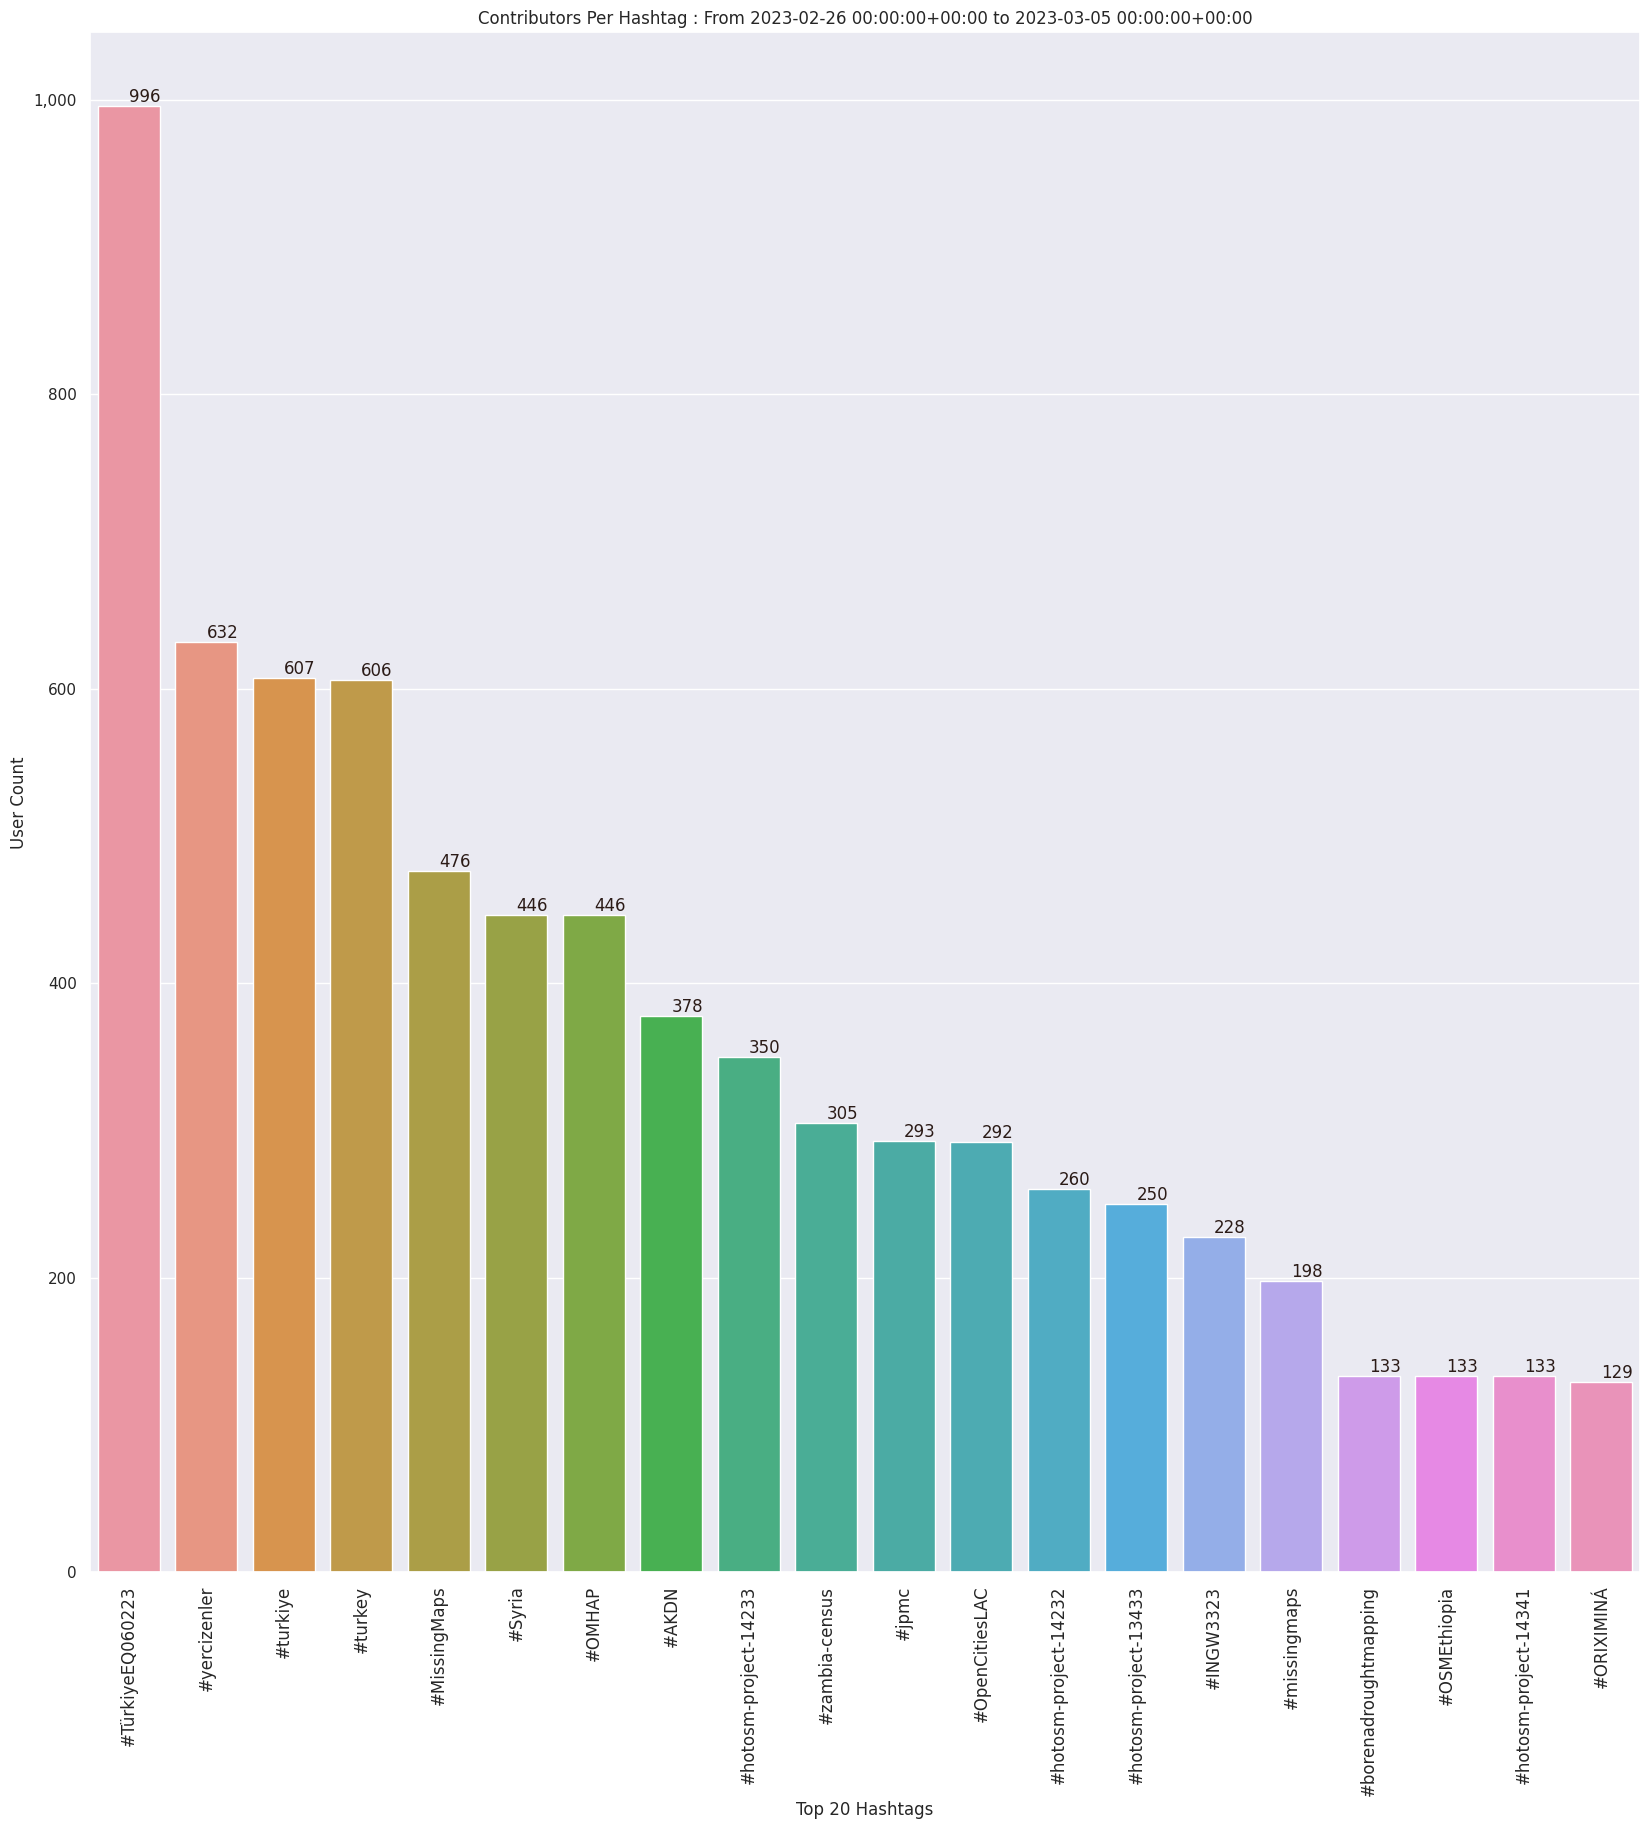 Contributors Per Hashtag : From 2023-02-26 00:00:00+00:00 to 2023-03-05 00:00:00+00:00
1,000
800
600
400
200
0
User Count
996
632
607
606
476
446
446
378
350
305
293
292
260
250
228
198
133
133
133
129
#TürkiyeEQ060223
#yercizenler
#turkiye
#turkey
#MissingMaps
#Syria
#OMHAP
#AKDN
#hotosm-project-14233
#zambia-census
#jpmc
#OpenCitiesLAC
#hotosm-project-14232
#hotosm-project-13433
#INGW3323
#missingmaps
#borenadroughtmapping
#OSMEthiopia
#hotosm-project-14341
#ORIXIMINÁ
Top 20 Hashtags